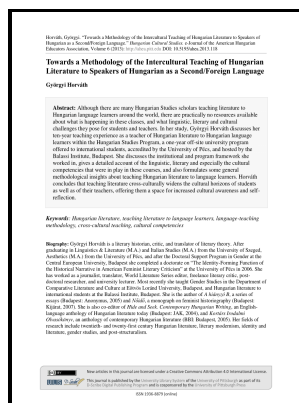 Horváth, Györgyi. "Towards a Methodology of the Intercultural Teaching of Hungarian Literature to Speakers of
Hungarian as a Second/Foreign Language." Hungarian Cultural Studies. e-Journal of the American Hungarian
Educators Association, Volume 6 (2013): http://ahea.pitt.edu DOI: 10.5195/ahea.2013.110
Towards a Methodology of the Intercultural Teaching of Hungarian
Literature to Speakers of Hungarian as a Second/Foreign Language
Györgyi Horváth
Abstract: Although there are many Hungarian Studies scholars teaching literature to
Hungarian language learners around the world, there are practically no resources available
about what is happening in these classes, and what linguistic, literary and cultural
challenges they pose for students and teachers. In her study, Györgyi Horváth discusses her
ten-year teaching experience as a teacher of Hungarian literature to Hungarian language
learners within the Hungarian Studies Program, a one-year off-site university program
offered to international students, accredited by the University of Pécs, and hosted by the
Balassi Institute, Budapest. She discusses the institutional and program framework she
worked in, gives a detailed account of the linguistic, literary and especially the cultural
competencies that were in play in these courses, and also formulates some general
methodological insights about teaching Hungarian literature to language learners. Horváth
concludes that teaching literature cross-culturally widens the cultural horizons of students
as well as of their teachers, offering them a space for increased cultural awareness and self-
reflection.
Keywords: Hungarian literature, teaching literature to language learners, language-teaching
methodology, cross-cultural teaching, cultural competency
Biography: Györgyi Horváth is a literary historian, critic, and translator of literary theory. After
graduating in Linguistics & Literature (M.A.) and Italian Studies (M.A.) from the University of Szeged,
Aesthetics (M.A.) from the University of Pécs, and after the Doctoral Support Program in Gender at the
Central European University, Budapest she completed a doctorate on "The Identity-Forming Function of
the Historical Narrative in American Feminist Literary Criticism" at the University of Pécs in 2006. She
has worked as a journalist, translator, World Literature Series editor, freelance literary critic, post-
doctoral researcher, and university lecturer. Most recently she taught Gender Studies in the Department of
Comparative Literature and Culture at Eötvös Loránd University, Budapest, and Hungarian literature to
international students at the Balassi Institute, Budapest. She is the author of
essays (Budapest: Anonymus, 2005) and Nőidő, a monograph on feminist historiography (Budapest:
Kijárat, 2007). She is also co-editor of Hide and Seek. Contemporary Hungarian Writing, an English-
language anthology of Hungarian literature today (Budapest: JAK, 2004), and Kortárs Irodalmi
Olvasókönyv, an anthology of contemporary Hungarian literature (BBI: Budapest, 2005). Her fields of
research include twentieth- and twenty-first century Hungarian literature, literary modernism, identity and
literature, gender studies, and post-structuralism.
New articles in this journal are licensed under a Creative Commons Attribution 4.0 International License.
This journal is published by the University Library System of the University of Pittsburgh as part of its
D-Scribe Digital Publishing Program and is cosponsored by the University of Pittsburgh Press
ISSN 1936-8879 (online)